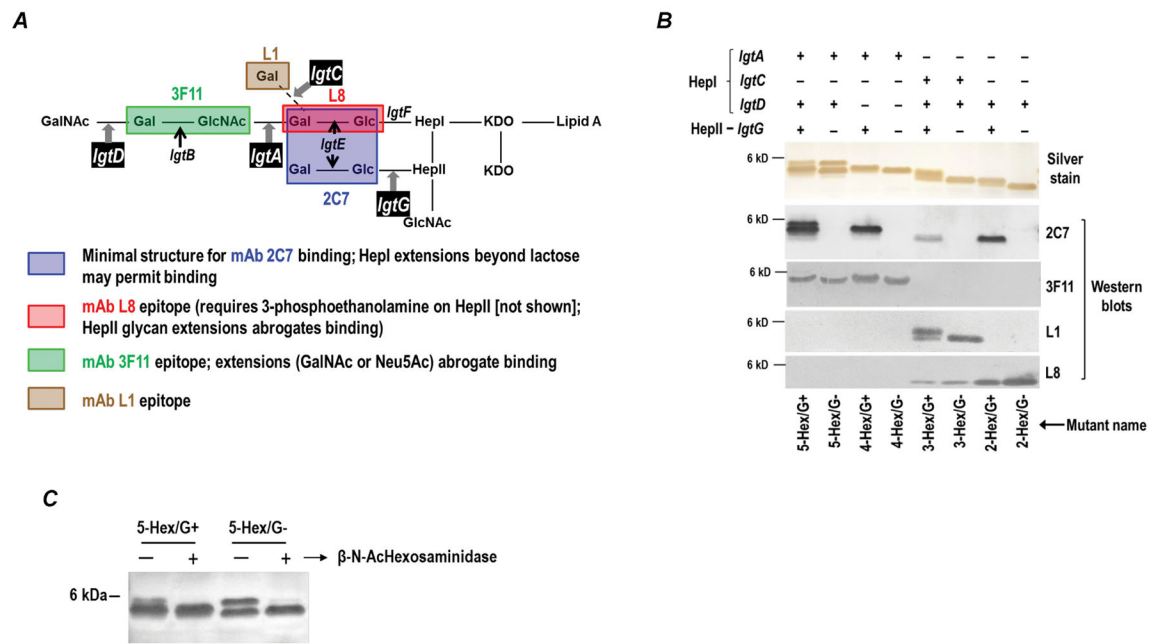 A
L1
Gal
lgtC
3F11
L8
lgtF
GalNAc
Gal
GlcNAc
Gal
Glc
HepI
KDO
Lipid A
lgtD
lgtB
lgtA
lgtE
Gal
Glc
HepII
KDO
2C7
lgtG
GlcNAc
Minimal structure for mAb 2C7 binding; HepI extensions beyond lactose
may permit binding
mAb L8 epitope (requires 3-phosphoethanolamine on HepII [not shown];
HepII glycan extensions abrogates binding)
mAb 3F11 epitope; extensions (GalNAc or Neu5Ac) abrogate binding
mAb L1 epitope
B
lgtA + + + + – – – –
HepI lgtC – – – – + + – –
lgtD + + – – + + + +
HepII – lgtG + – + – + – + –
6 kD
Silver
stain
6 kD
2C7
6 kD
3F11
Western
blots
6 kD
L1
6 kD
L8
5-Hex/G+
5-Hex/G-
4-Hex/G+
4-Hex/G-
3-Hex/G+
3-Hex/G-
2-Hex/G+
2-Hex/G-
Mutant name
C
5-Hex/G+ 5-Hex/G-
— + — + → β-N-AcHexosaminidase
6 kDa